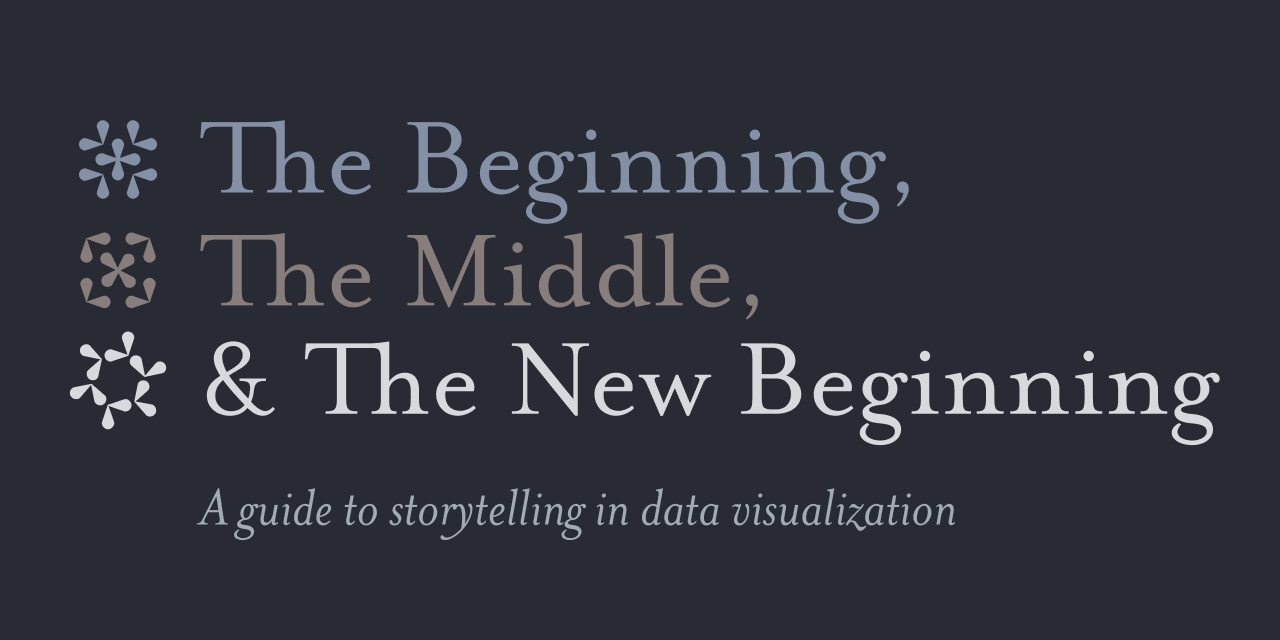 The Beginning,
The Middle,
& The New Beginning
A guide to storytelling in data visualization